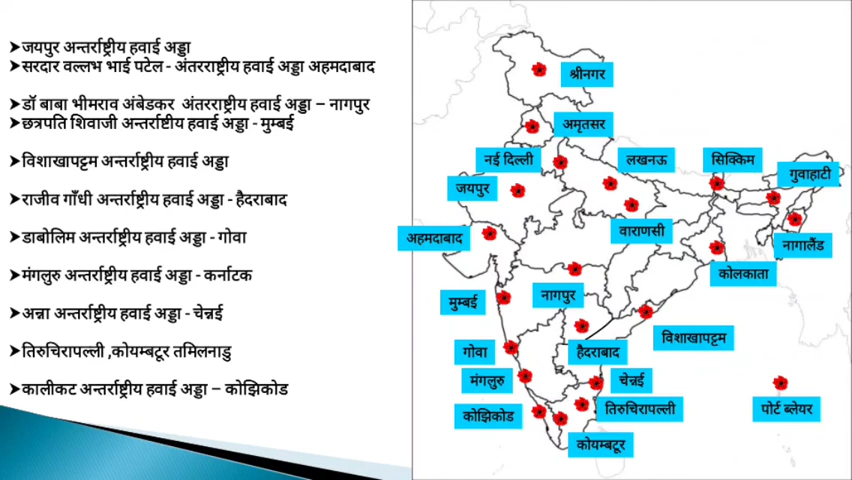 ➤जयपुर अन्तर्राष्ट्रीय हवाई अड्डा
➤सरदार वल्लभ भाई पटेल - अंतरराष्ट्रीय हवाई अड्डा अहमदाबाद
➤डॉ बाबा भीमराव अंबेडकर अंतरराष्ट्रीय हवाई अड्डा – नागपुर
➤छत्रपति शिवाजी अन्तर्राष्टीय हवाई अड्डा - मुम्बई
➤विशाखापट्टम अन्तर्राष्ट्रीय हवाई अड्डा
➤राजीव गाँधी अन्तर्राष्ट्रीय हवाई अड्डा - हैदराबाद
➤डाबोलिम अन्तर्राष्ट्रीय हवाई अड्डा - गोवा
➤मंगलुरु अन्तर्राष्ट्रीय हवाई अड्डा - कर्नाटक
➤अन्ना अन्तर्राष्ट्रीय हवाई अड्डा - चेन्नई
➤तिरुचिरापल्ली ,कोयम्बटूर तमिलनाडु
➤कालीकट अन्तर्राष्ट्रीय हवाई अड्डा – कोझिकोड
श्रीनगर
अमृतसर
नई दिल्ली
लखनऊ
सिक्किम
गुवाहाटी
जयपुर
वाराणसी
अहमदाबाद
नागालैंड
कोलकाता
मुम्बई
नागपुर
विशाखापट्टम
गोवा
हैदराबाद
मंगलुरु
चेन्नई
कोझिकोड
तिरुचिरापल्ली
पोर्ट ब्लेयर
कोयम्बटूर